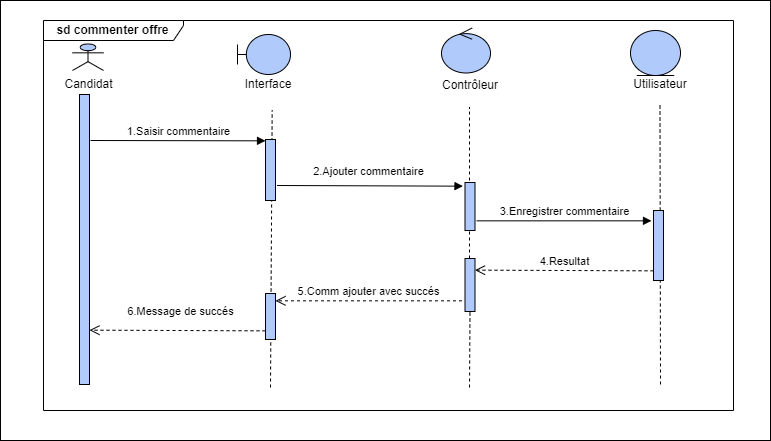 sd commenter offre
Candidat
Interface
Contrôleur
Utilisateur
1.Saisir commentaire
2.Ajouter commentaire
3.Enregistrer commentaire
4.Resultat
5.Comm ajouter avec succés
6.Message de succés